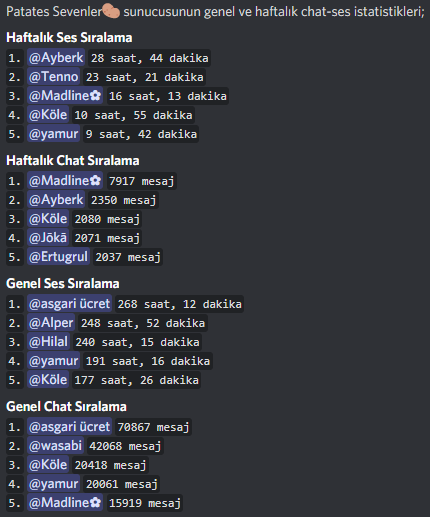 Patates Sevenler🥔 sunucusunun genel ve haftalık chat-ses istatistikleri;
Haftalık Ses Sıralama
1. @Ayberk 28 saat, 44 dakika
2. @Tenno 23 saat, 21 dakika
3. @Madline✿ 16 saat, 13 dakika
4. @Köle 10 saat, 55 dakika
5. @yamur 9 saat, 42 dakika
Haftalık Chat Sıralama
1. @Madline✿ 7917 mesaj
2. @Ayberk 2350 mesaj
3. @Köle 2080 mesaj
4. @Jōkā 2071 mesaj
5. @Ertugrul 2037 mesaj
Genel Ses Sıralama
1. @asgari ücret 268 saat, 12 dakika
2. @Alper 248 saat, 52 dakika
3. @Hilal 240 saat, 15 dakika
4. @yamur 191 saat, 16 dakika
5. @Köle 177 saat, 26 dakika
Genel Chat Sıralama
1. @asgari ücret 70867 mesaj
2. @wasabi 42068 mesaj
3. @Köle 20418 mesaj
4. @yamur 20061 mesaj
5. @Madline✿ 15919 mesaj